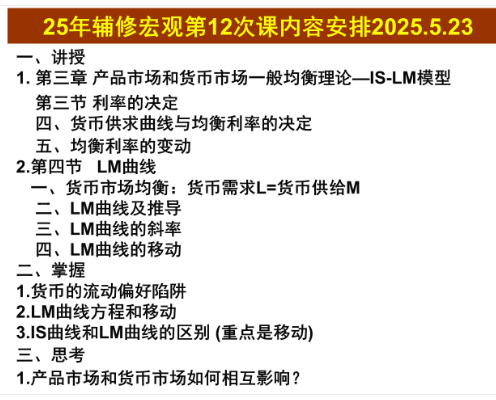 25年辅修宏观第12次课内容安排2025.5.23
一、讲授
1. 第三章 产品市场和货币市场一般均衡理论—IS-LM模型
第三节 利率的决定
四、货币供求曲线与均衡利率的决定
五、均衡利率的变动
2.第四节 LM曲线
一、货币市场均衡：货币需求L=货币供给M
二、LM曲线及推导
三、LM曲线的斜率
四、LM曲线的移动
二、掌握
1.货币的流动偏好陷阱
2.LM曲线方程和移动
3.IS曲线和LM曲线的区别 (重点是移动)
三、思考
1.产品市场和货币市场如何相互影响？